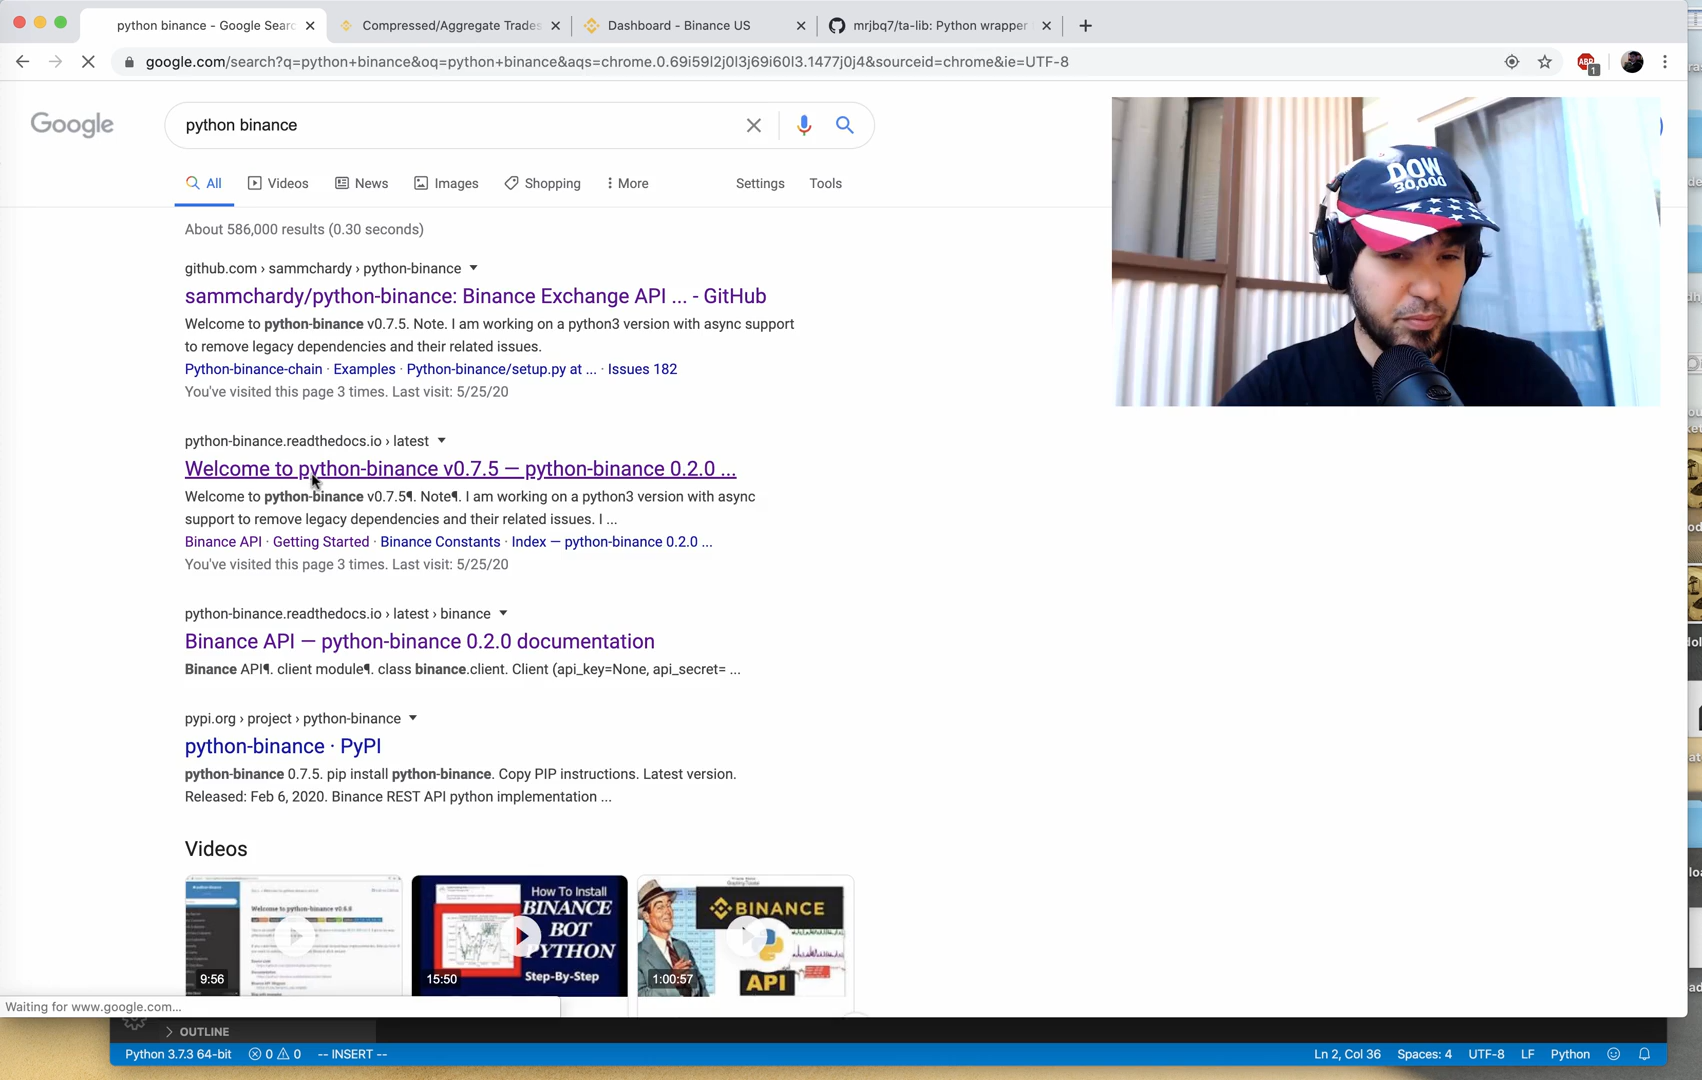 python binance - Google Searc
Compressed/Aggregate Trades
Dashboard - Binance US
mrjbq7/ta-lib: Python wrapper
google.com/search?q=python+binance&oq=python+binance&aqs=chrome.0.69i59l2j0l3j69i60l3.1477j0j4&sourceid=chrome&ie=UTF-8
ABP
1
Google
python binance
All
Videos
News
Images
Shopping
More
Settings
Tools
DOW
30,000
About 586,000 results (0.30 seconds)
github.com › sammchardy › python-binance
sammchardy/python-binance: Binance Exchange API ... - GitHub
Welcome to python-binance v0.7.5. Note. I am working on a python3 version with async support
to remove legacy dependencies and their related issues.
Python-binance-chain · Examples · Python-binance/setup.py at ... · Issues 182
You've visited this page 3 times. Last visit: 5/25/20
python-binance.readthedocs.io › latest
Welcome to python-binance v0.7.5 — python-binance 0.2.0 ...
Welcome to python-binance v0.7.5¶. Note¶. I am working on a python3 version with async
support to remove legacy dependencies and their related issues. I ...
Binance API · Getting Started · Binance Constants · Index — python-binance 0.2.0 ...
You've visited this page 3 times. Last visit: 5/25/20
python-binance.readthedocs.io › latest › binance
Binance API — python-binance 0.2.0 documentation
Binance API¶. client module¶. class binance.client. Client (api_key=None, api_secret= ...
pypi.org › project › python-binance
python-binance · PyPI
python-binance 0.7.5. pip install python-binance. Copy PIP instructions. Latest version.
Released: Feb 6, 2020. Binance REST API python implementation ...
Videos
Welcome to python-binance v0.6.8
9:56
How To Install
BINANCE
BOT
PYTHON
Step-By-Step
15:50
BINANCE
API
1:00:57
Waiting for www.google.com...
OUTLINE
Python 3.7.3 64-bit
0
0
-- INSERT --
Ln 2, Col 36
Spaces: 4
UTF-8
LF
Python